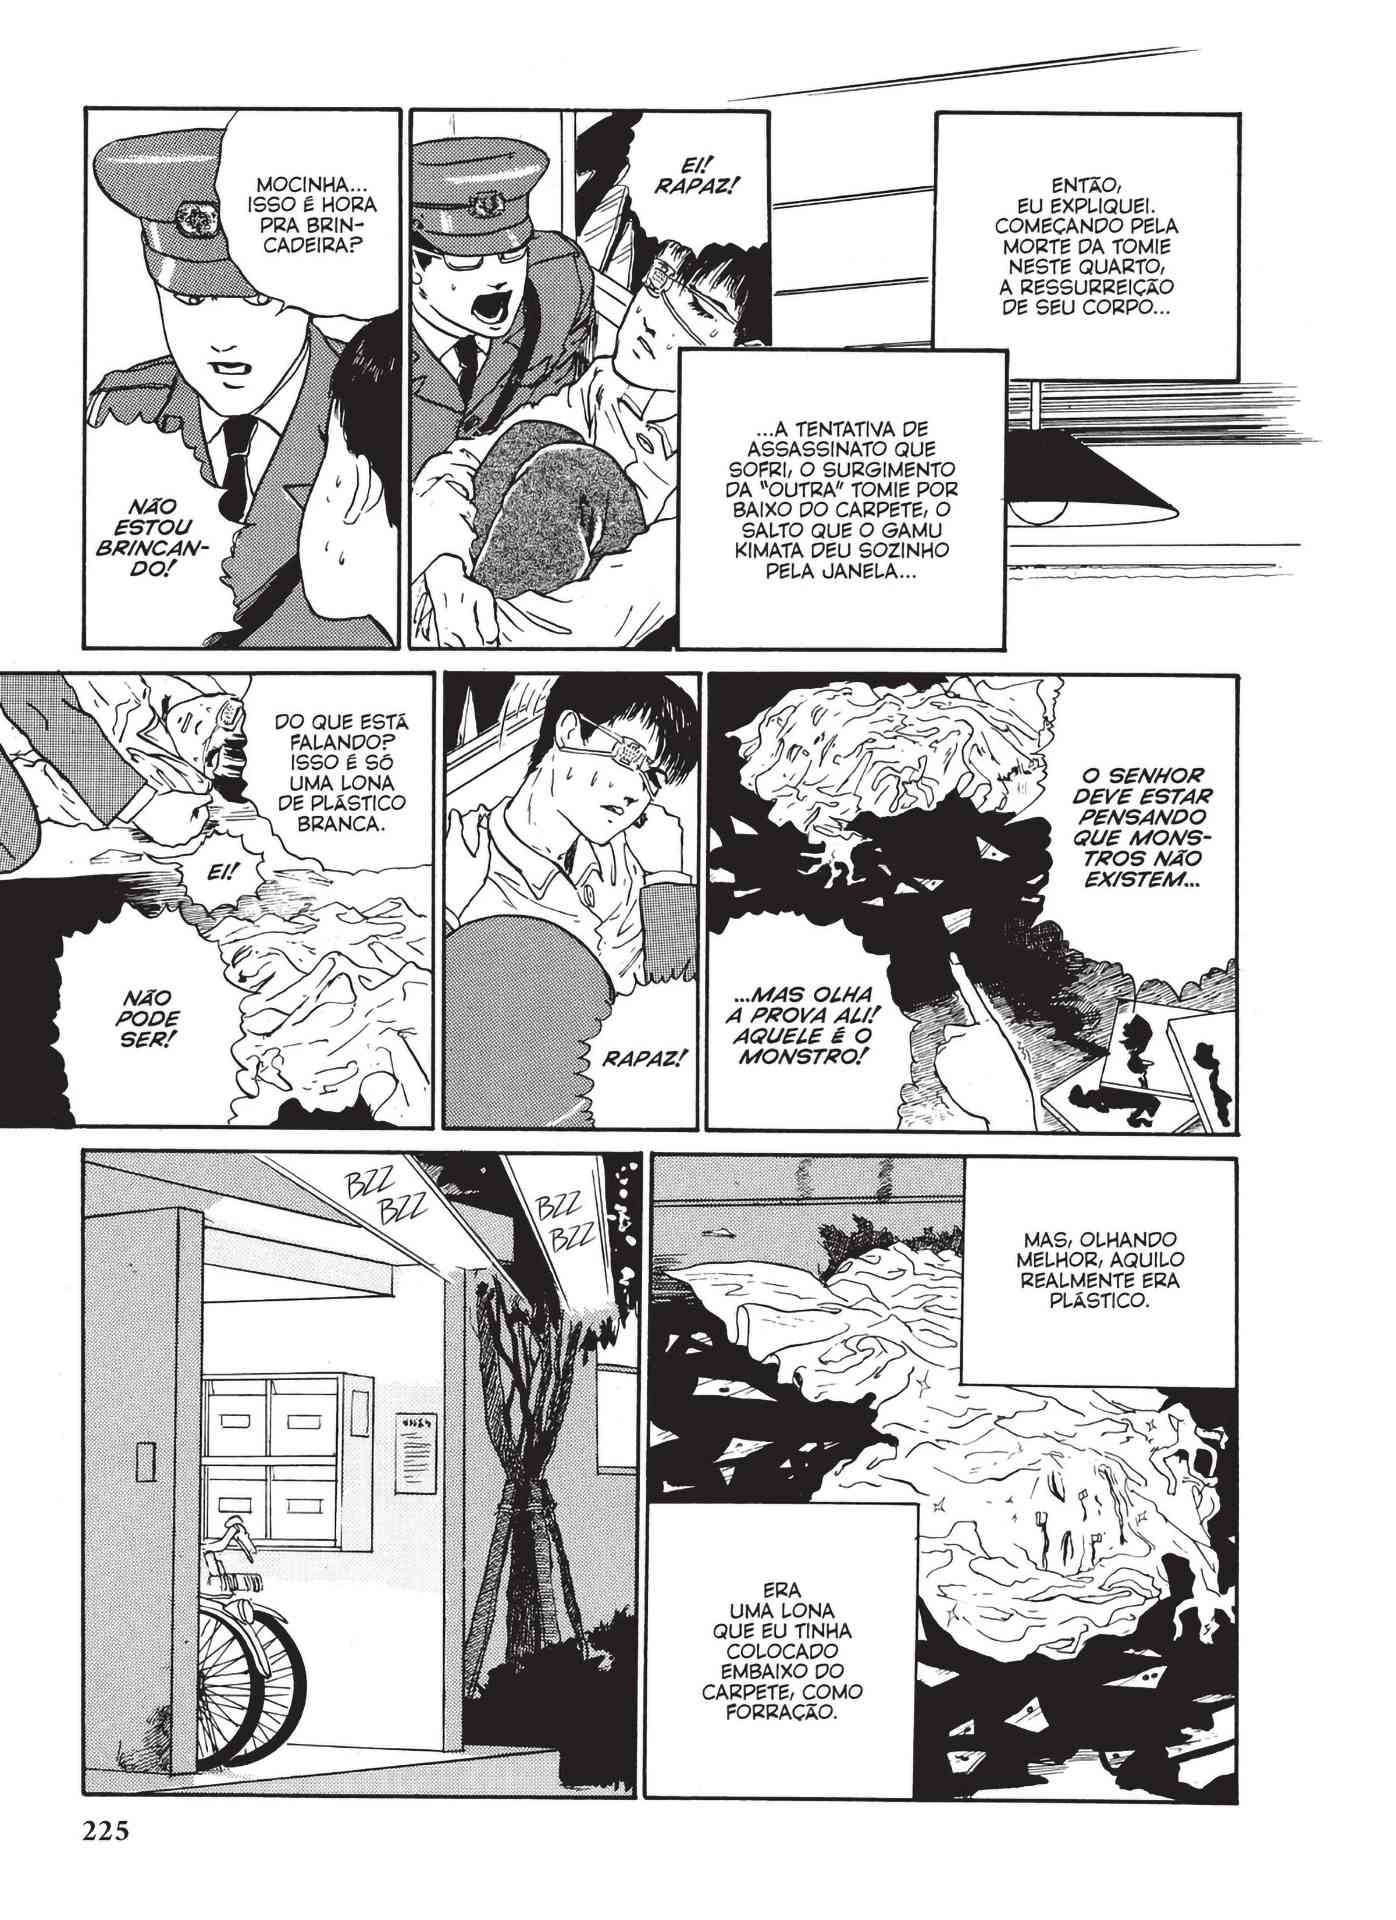 ENTÃO,
EU EXPLIQUEI.
COMEÇANDO PELA
MORTE DA TOMIE
NESTE QUARTO,
A RESSURREIÇÃO
DE SEU CORPO...
...A TENTATIVA DE
ASSASSINATO QUE
SOFRI, O SURGIMENTO
DA “OUTRA” TOMIE POR
BAIXO DO CARPETE, O
SALTO QUE O GAMU
KIMATA DEU SOZINHO
PELA JANELA...
EI!
RAPAZ!
MOCINHA...
ISSO É HORA
PRA BRIN-
CADEIRA?
NÃO
ESTOU
BRINCAN-
DO!
O SENHOR
DEVE ESTAR
PENSANDO
QUE MONS-
TROS NÃO
EXISTEM...
...MAS OLHA
A PROVA ALI!
AQUELE É O
MONSTRO!
RAPAZ!
DO QUE ESTÁ
FALANDO?
ISSO É SÓ
UMA LONA
DE PLÁSTICO
BRANCA.
EI!
NÃO
PODE
SER!
MAS, OLHANDO
MELHOR, AQUILO
REALMENTE ERA
PLÁSTICO.
ERA
UMA LONA
QUE EU TINHA
COLOCADO
EMBAIXO DO
CARPETE, COMO
FORRAÇÃO.
BZZ
BZZ
BZZ
BZZ
225